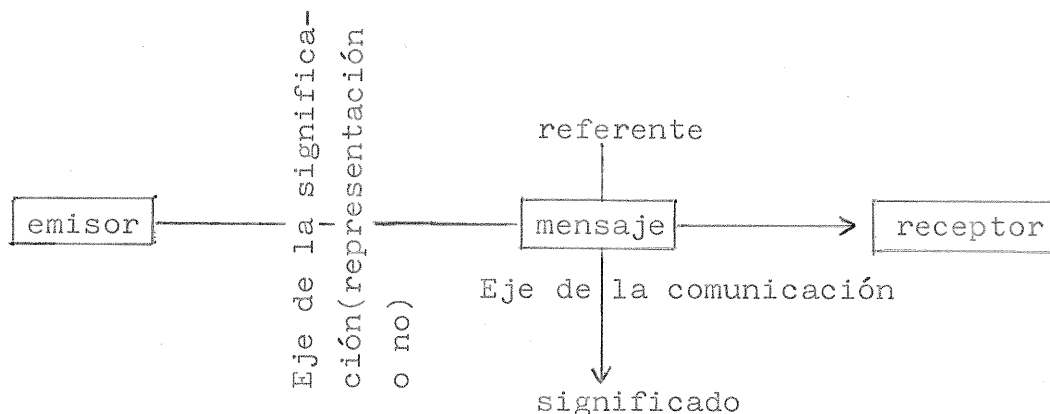 Eje de la significa-
ción(representación
o no)
referente
emisor
mensaje
receptor
Eje de la comunicación
significado